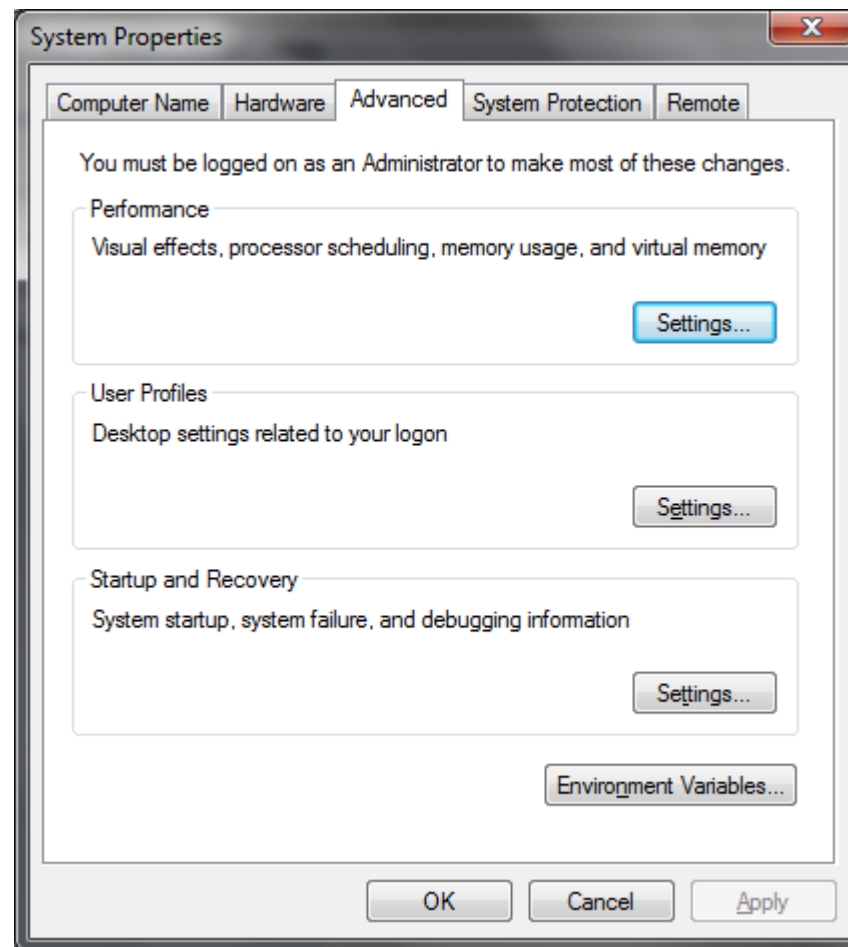 System Properties
Computer Name Hardware Advanced System Protection Remote
You must be logged on as an Administrator to make most of these changes.
Performance
Visual effects, processor scheduling, memory usage, and virtual memory
Settings...
User Profiles
Desktop settings related to your logon
Settings...
Startup and Recovery
System startup, system failure, and debugging information
Settings...
Environment Variables...
OK Cancel Apply